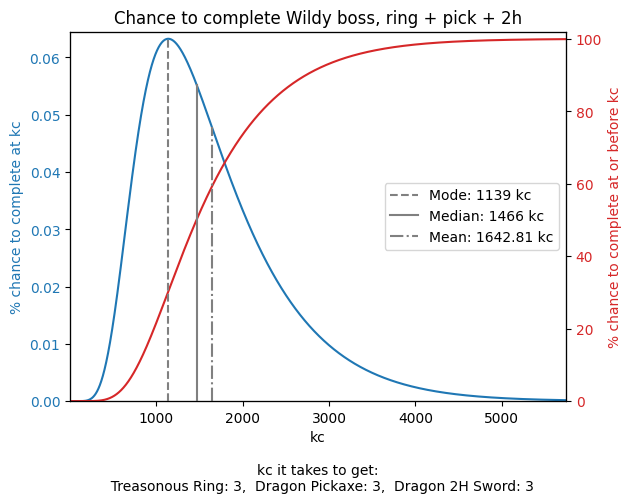 Chance to complete Wildy boss, ring + pick + 2h
% chance to complete at kc
0.06
0.05
0.04
0.03
0.02
0.01
0.00
100
80
60
40
20
0
% chance to complete at or before kc
Mode: 1139 kc
Median: 1466 kc
Mean: 1642.81 kc
1000 2000 3000 4000 5000
kc
kc it takes to get:
Treasonous Ring: 3,  Dragon Pickaxe: 3,  Dragon 2H Sword: 3